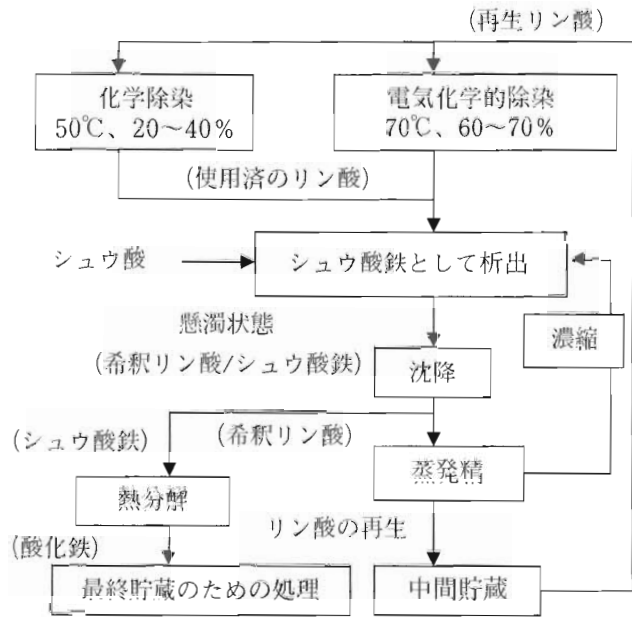 (再生リン酸)
化学除染
50℃、20～40%
電気化学的除染
70℃、60～70%
(使用済のリン酸)
シュウ酸
シュウ酸鉄として析出
懸濁状態
(希釈リン酸/シュウ酸鉄)
濃縮
沈降
(シュウ酸鉄)
(希釈リン酸)
熱分解
蒸発精
(酸化鉄)
リン酸の再生
最終貯蔵のための処理
中間貯蔵